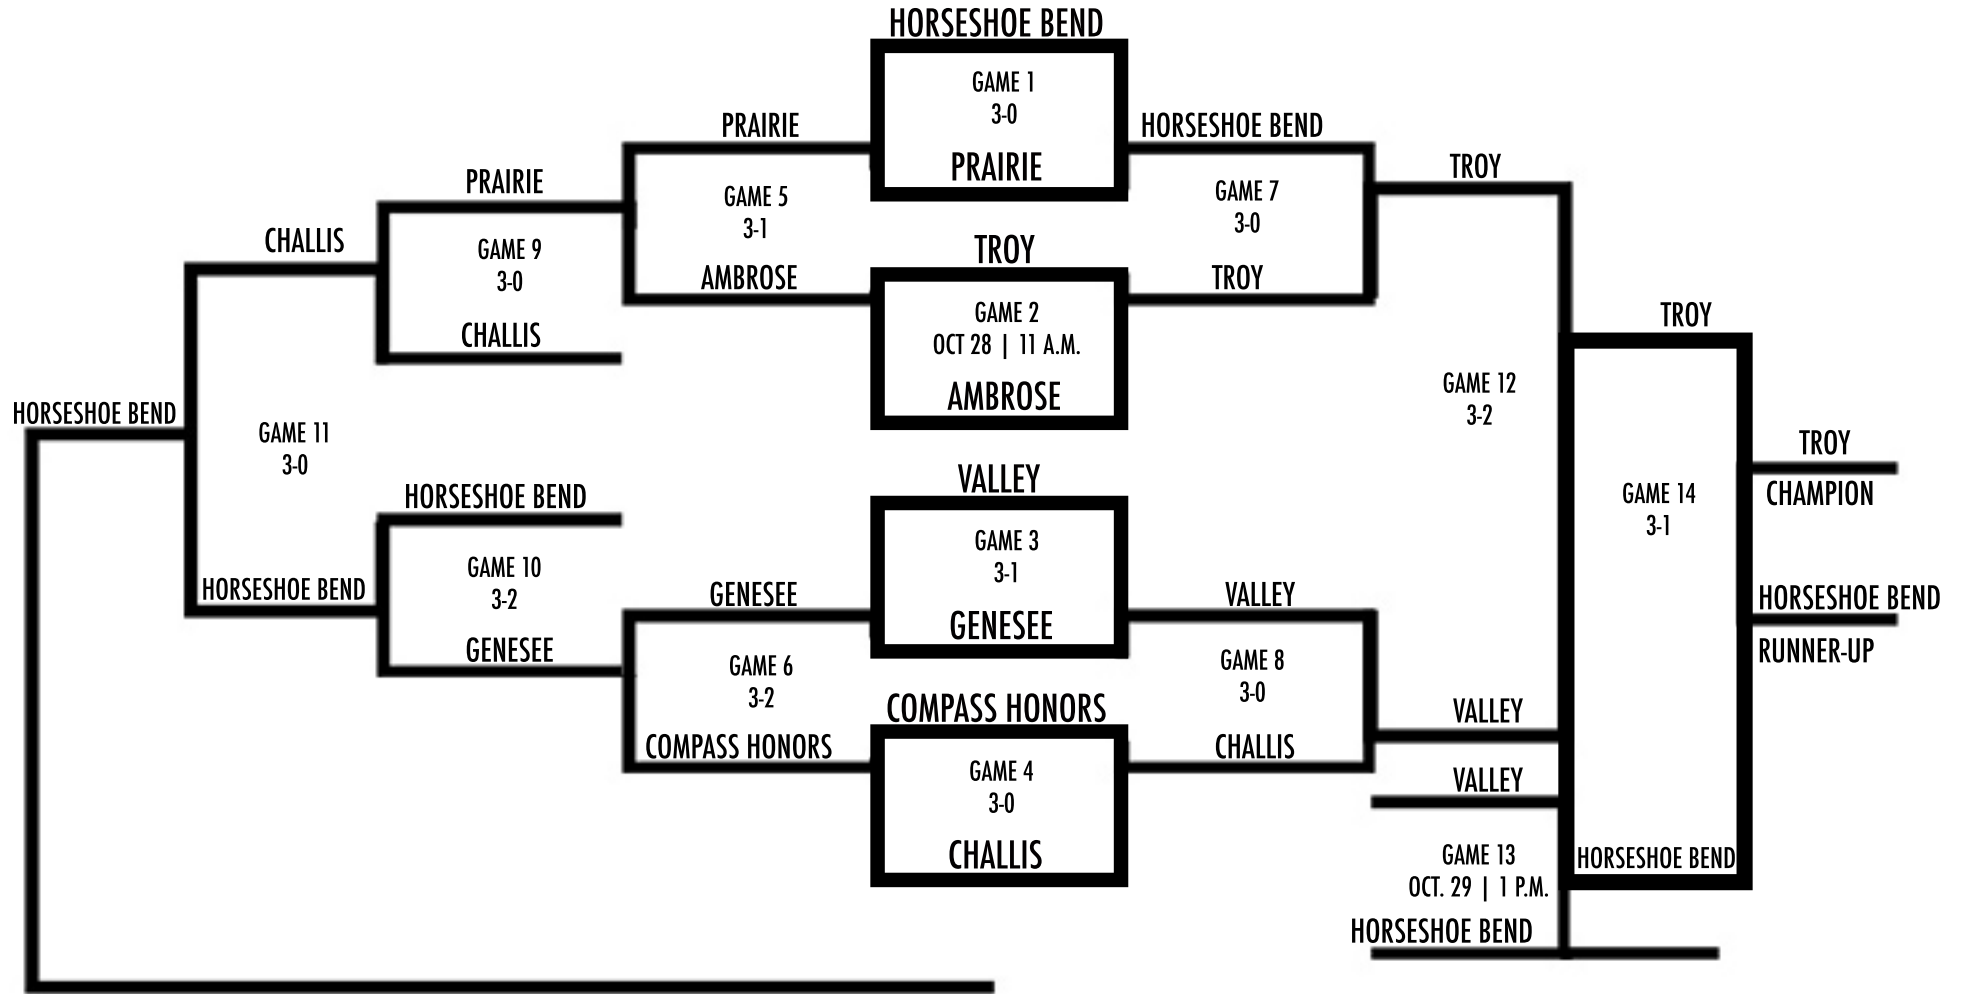 HORSESHOE BEND
GAME 1
3-0
PRAIRIE
PRAIRIE
HORSESHOE BEND
TROY
PRAIRIE
GAME 5
3-1
GAME 7
3-0
CHALLIS
GAME 9
3-0
AMBROSE
TROY
TROY
GAME 2
OCT 28 | 11 A.M.
AMBROSE
TROY
CHALLIS
GAME 12
3-2
HORSESHOE BEND
GAME 11
3-0
TROY
CHAMPION
VALLEY
GAME 3
3-1
GENESEE
HORSESHOE BEND
GAME 14
3-1
GAME 10
3-2
HORSESHOE BEND
GENESEE
VALLEY
HORSESHOE BEND
RUNNER-UP
GENESEE
GAME 6
3-2
GAME 8
3-0
COMPASS HONORS
COMPASS HONORS
CHALLIS
VALLEY
GAME 4
3-0
CHALLIS
VALLEY
GAME 13
OCT. 29 | 1 P.M.
HORSESHOE BEND
HORSESHOE BEND